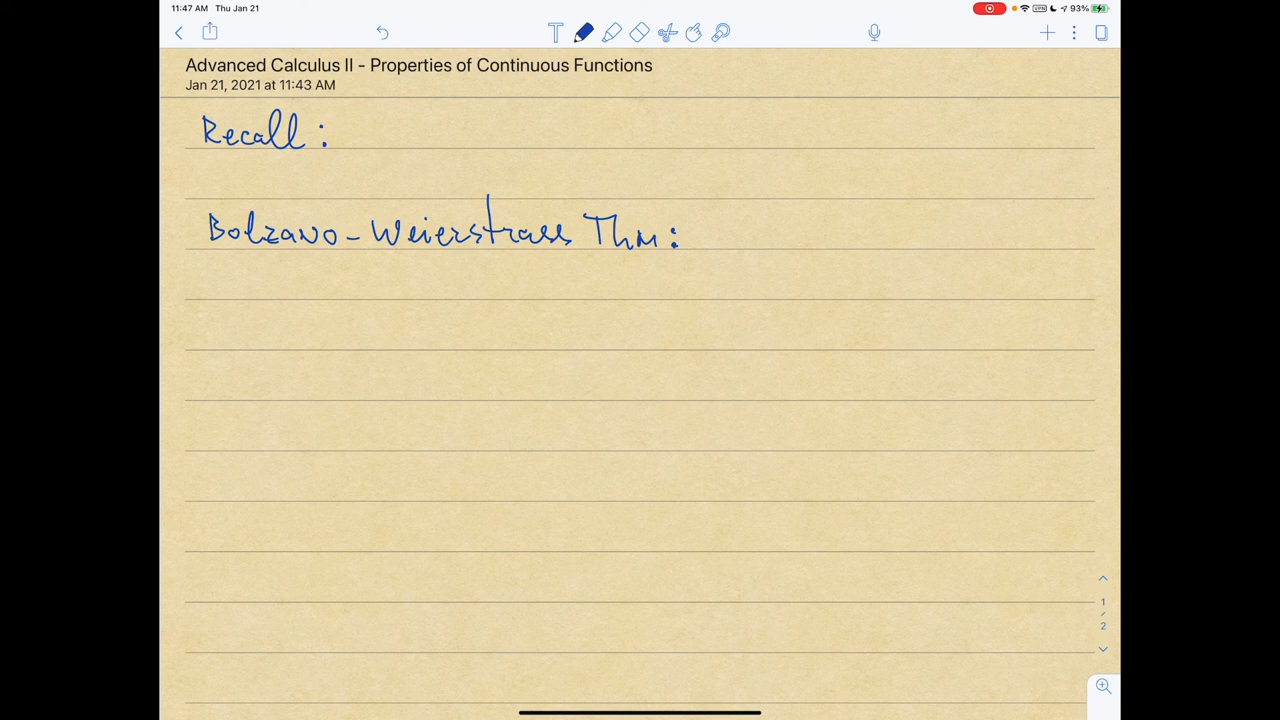 11:47 AM Thu Jan 21
VPN 93%
T
Advanced Calculus II - Properties of Continuous Functions
Jan 21, 2021 at 11:43 AM
Recall:
Bolzano - Weierstrass Thm:
1
/
2